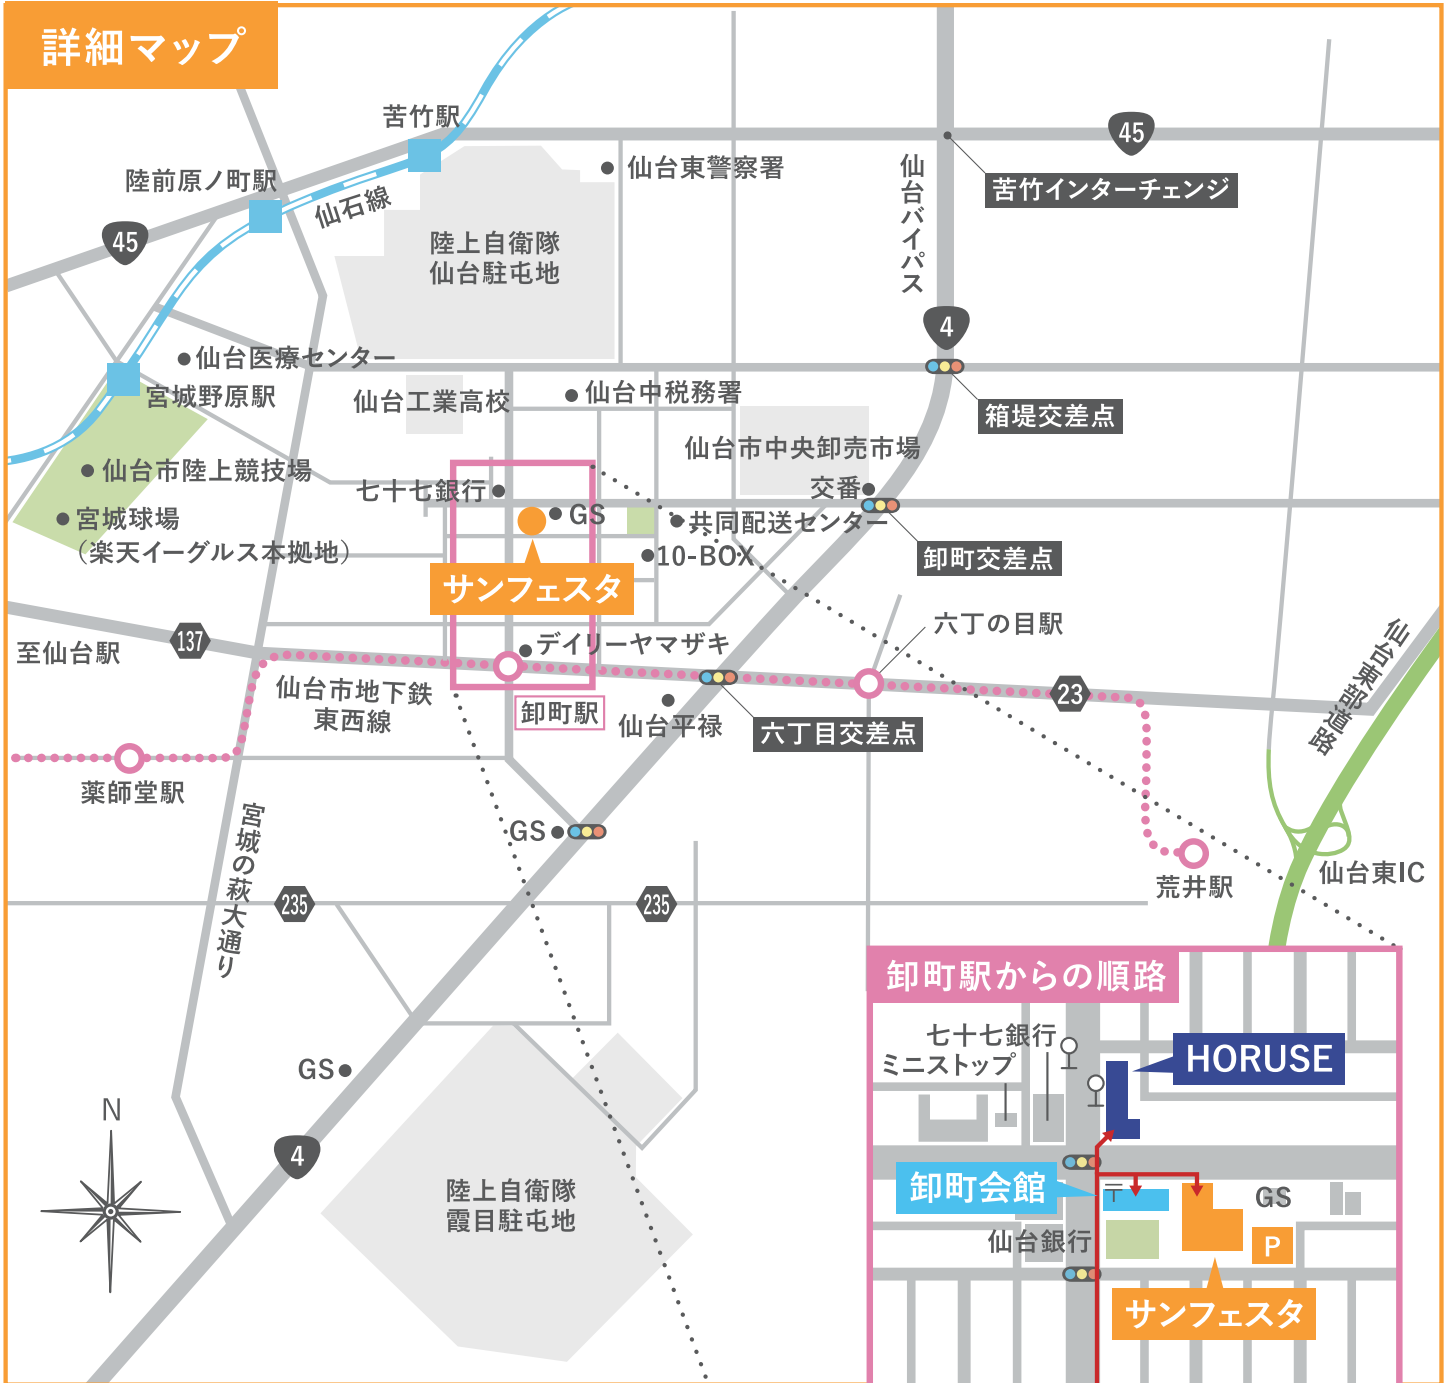 詳細マップ
苦竹駅
陸前原ノ町駅
仙石線
45
仙台東警察署
45
苦竹インターチェンジ
仙台バイパス
陸上自衛隊
仙台駐屯地
4
仙台医療センター
宮城野原駅
仙台工業高校
仙台中税務署
箱堤交差点
仙台市中央卸売市場
仙台市陸上競技場
七十七銀行
交番
宮城球場
（楽天イーグルス本拠地）
GS
共同配送センター
10-BOX
卸町交差点
サンフェスタ
六丁の目駅
137
至仙台駅
デイリーヤマザキ
仙台東部道路
仙台市地下鉄
東西線
卸町駅
仙台平禄
23
六丁目交差点
薬師堂駅
宮城の萩大通り
GS
仙台東IC
荒井駅
235
235
卸町駅からの順路
七十七銀行
ミニストップ
HORUSE
GS
N
4
陸上自衛隊
霞目駐屯地
卸町会館
〒
GS
仙台銀行
P
サンフェスタ